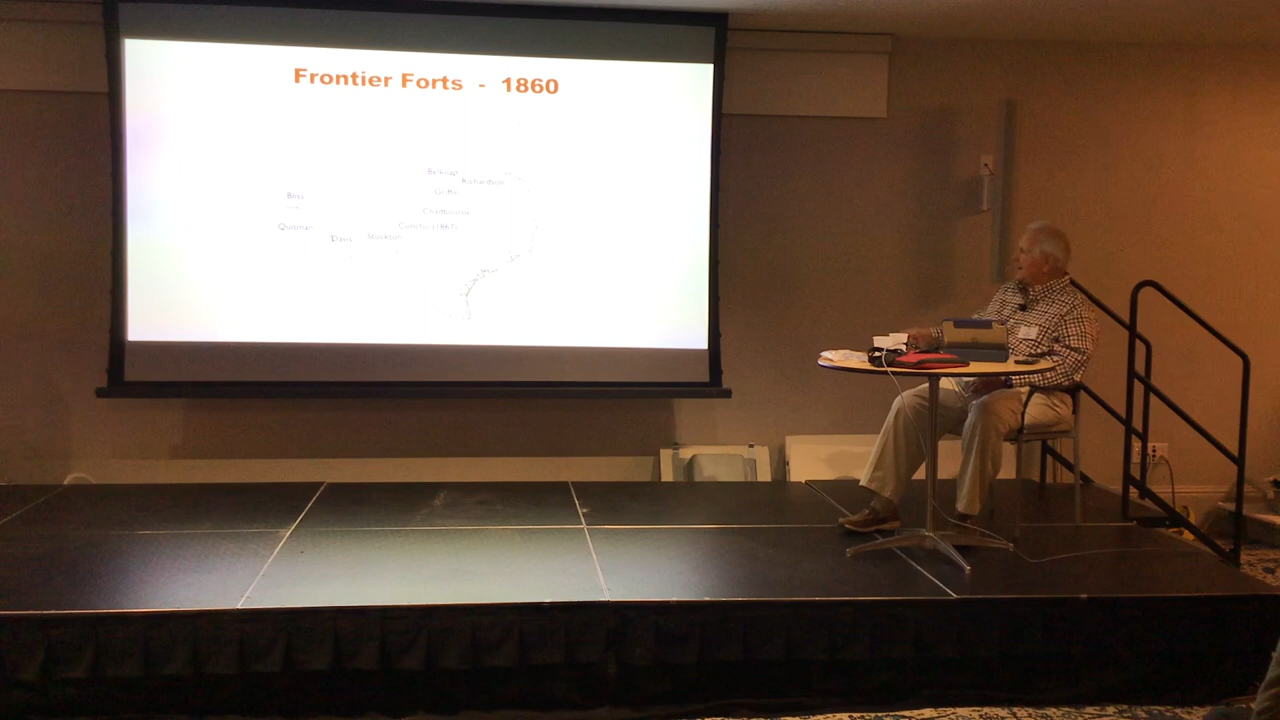 Frontier Forts - 1860
Belknap
Richardson
Griffin
Bliss
Chadbourne
Quitman
Concho (1867)
Davis
Stockton